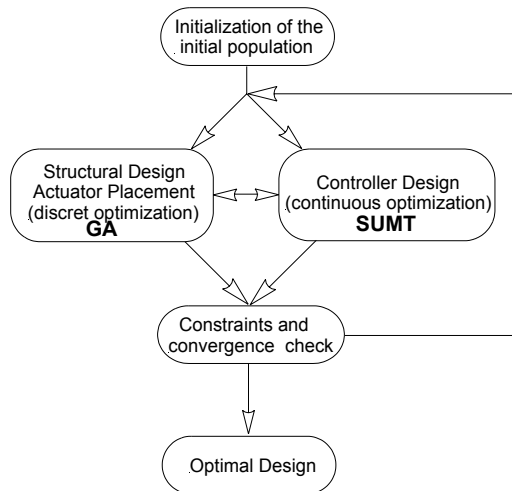 Initialization of the
initial population
Structural Design
Actuator Placement
(discret optimization)
GA
Controller Design
(continuous optimization)
SUMT
Constraints and
convergence check
Optimal Design